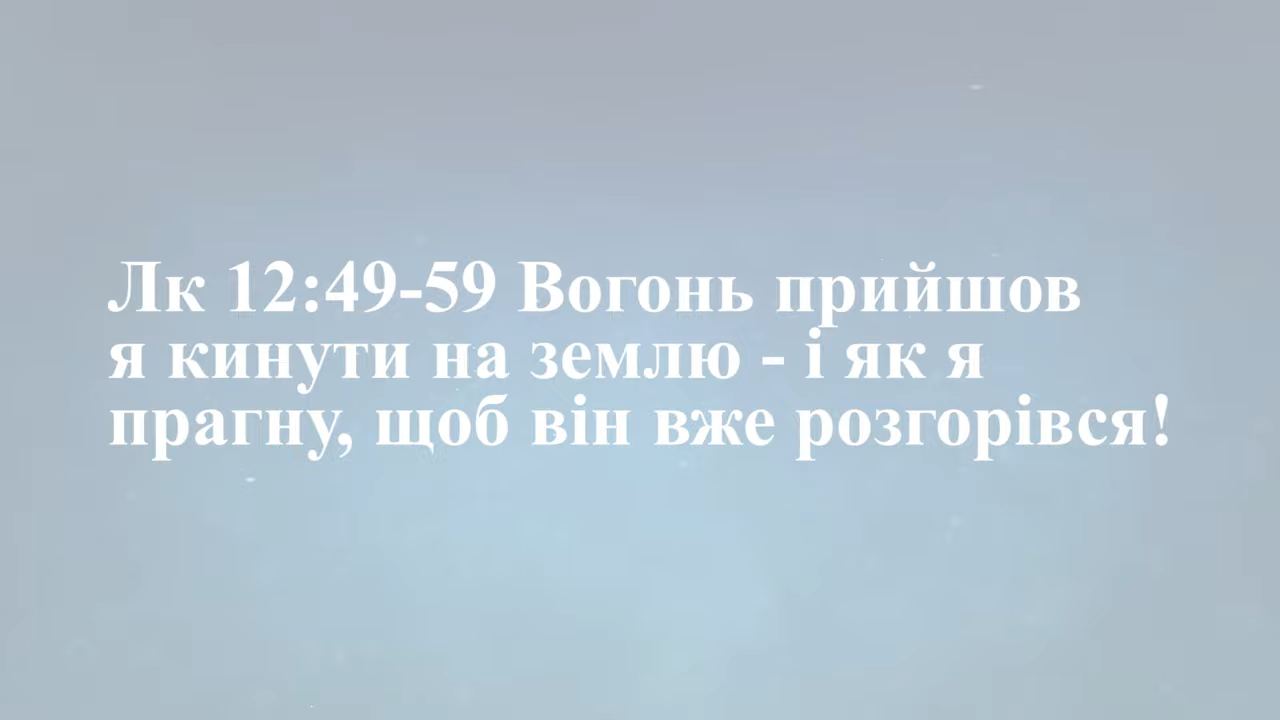 Лк 12:49-59 Вогонь прийшов
я кинути на землю - і як я
прагну, щоб він вже розгорівся!